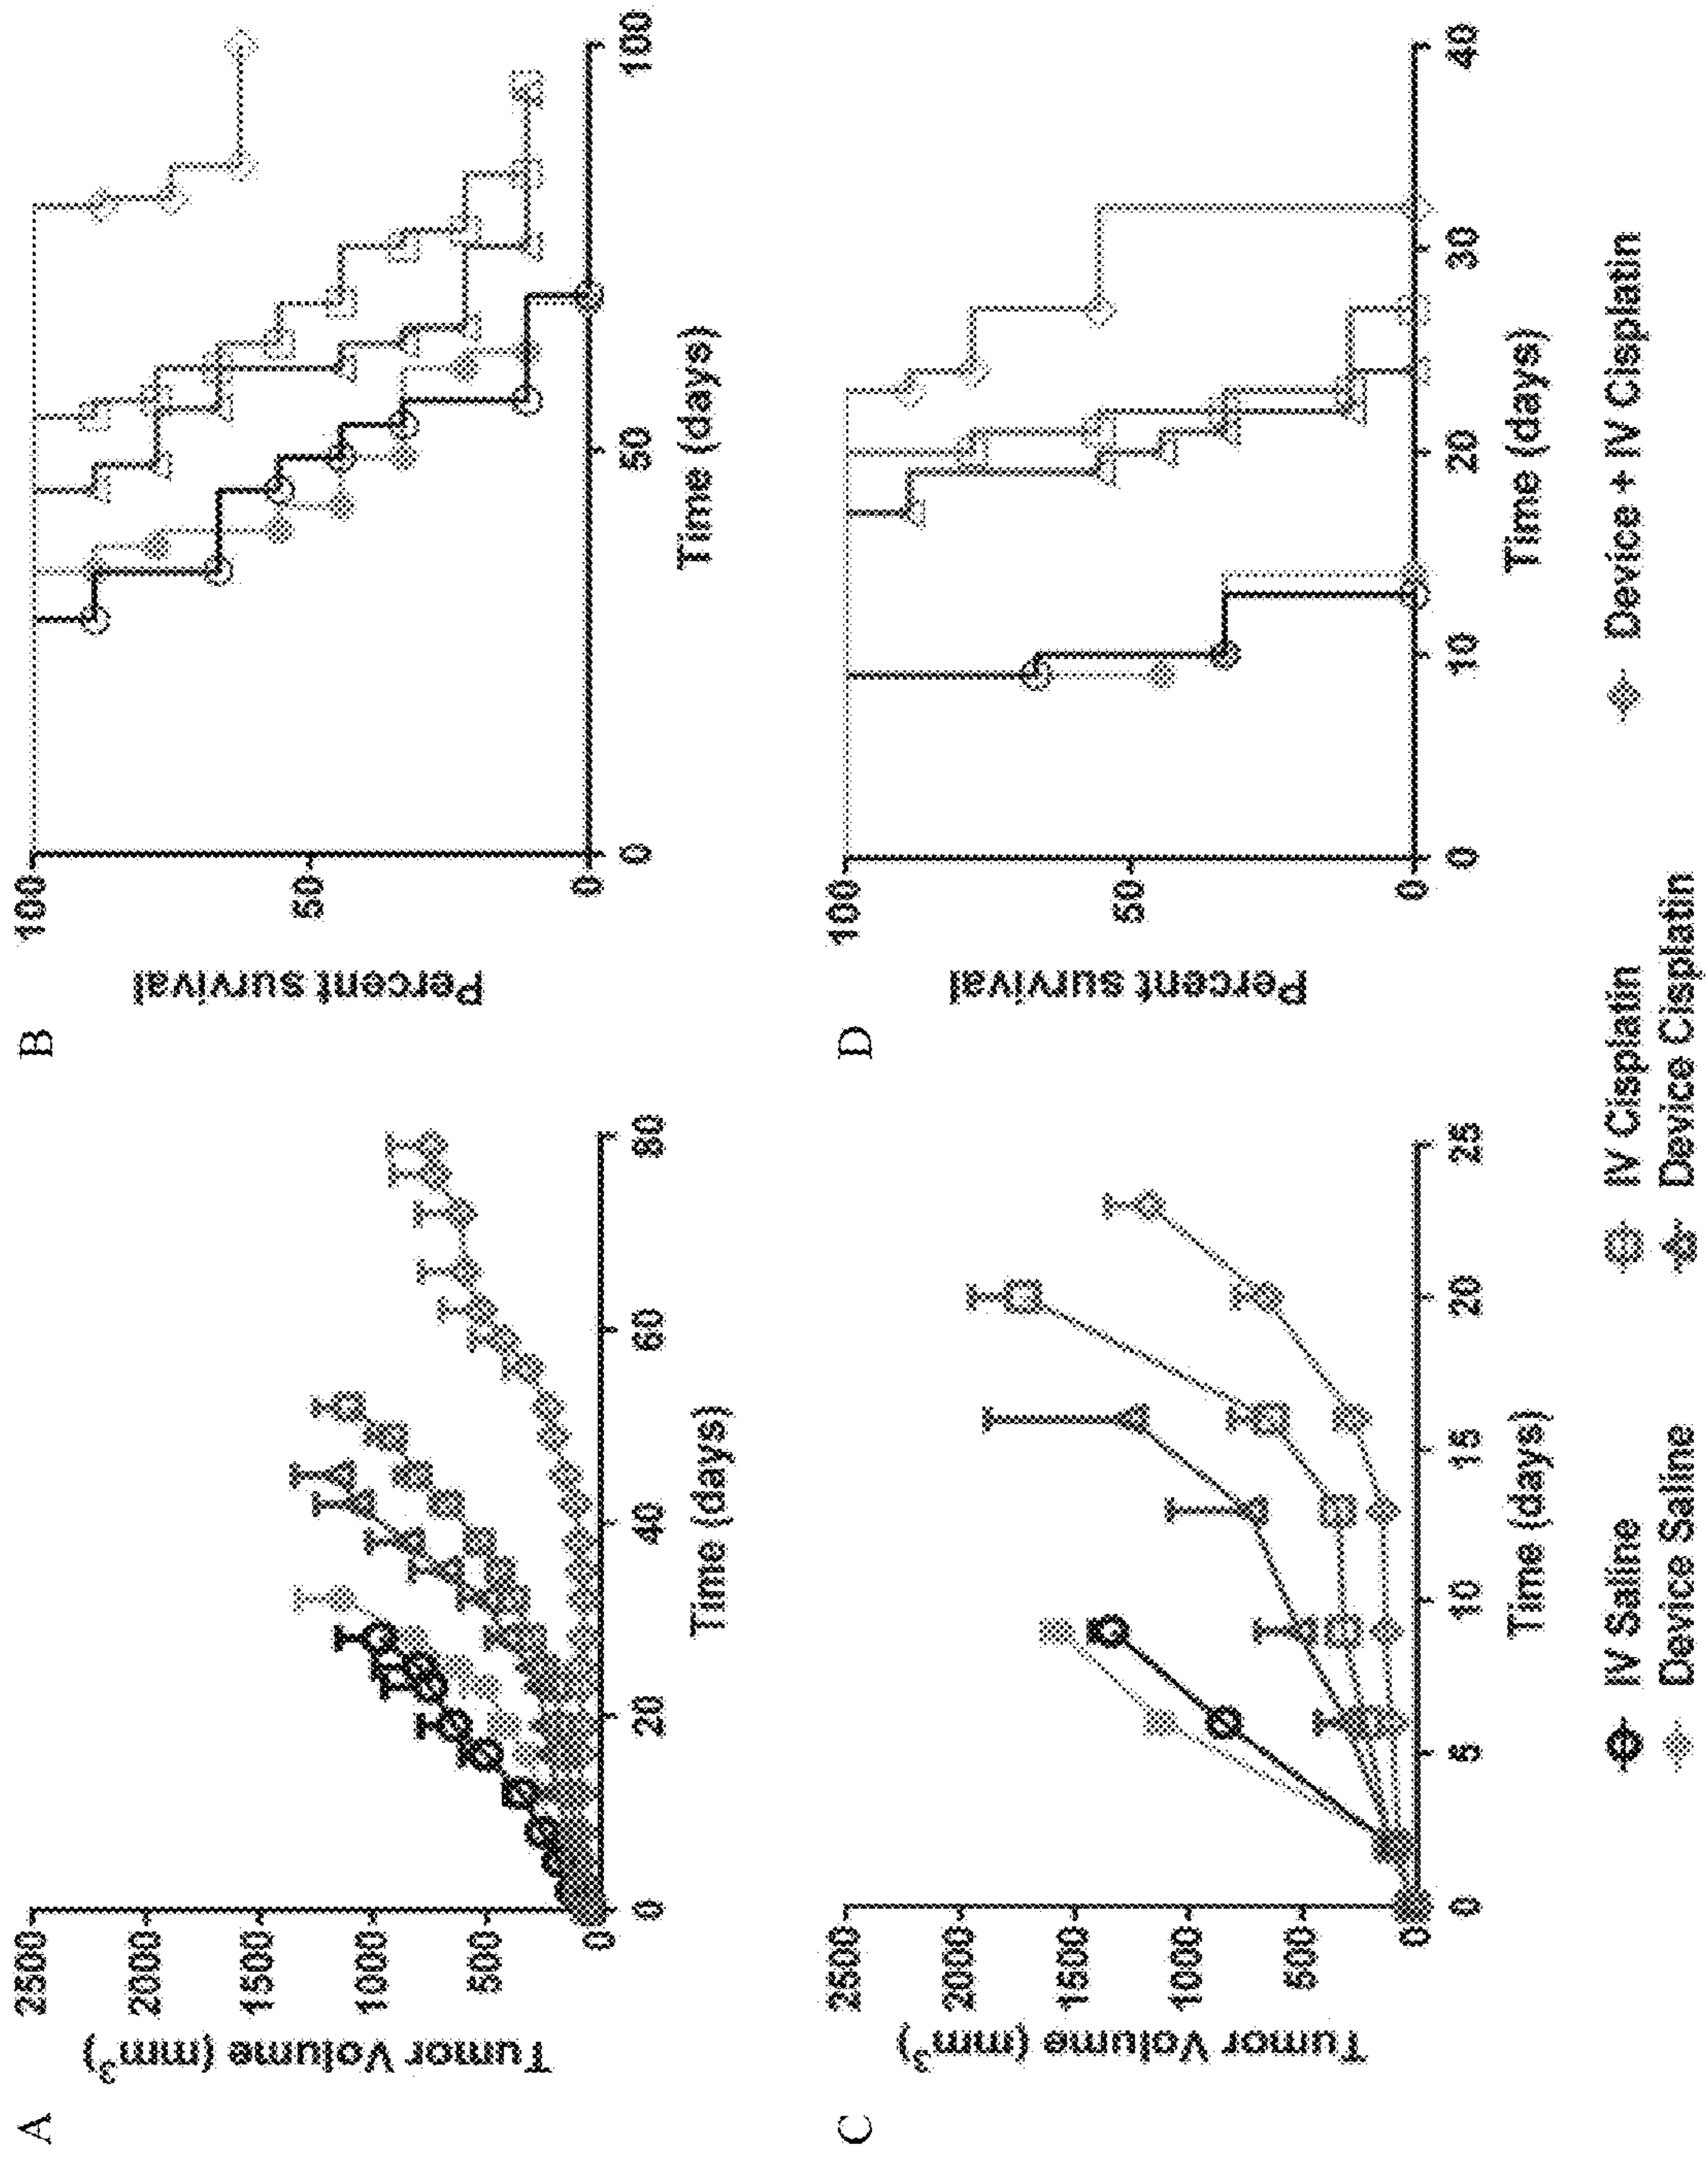 A
Tumor Volume (mm³)
2500
2000
1500
1000
500
0
0
20
40
60
80
Time (days)
B
Percent survival
100
50
0
0
50
100
Time (days)
C
Tumor Volume (mm³)
2500
2000
1500
1000
500
0
0
5
10
15
20
25
Time (days)
D
Percent survival
100
50
0
0
10
20
30
40
Time (days)
IV Saline
IV Cisplatin
Device + IV Cisplatin
Device Saline
Device Cisplatin